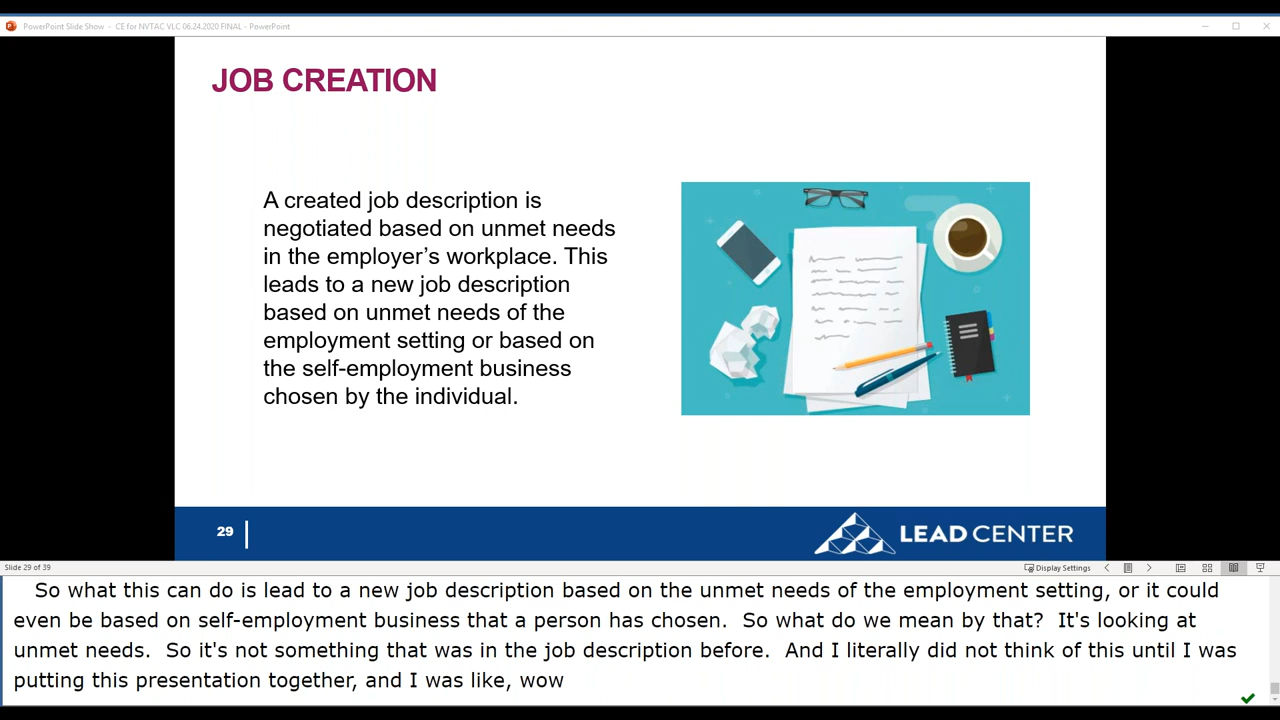 PowerPoint Slide Show - CE for NVTAC VLC 06.24.2020 FINAL - PowerPoint
JOB CREATION
A created job description is
negotiated based on unmet needs
in the employer’s workplace. This
leads to a new job description
based on unmet needs of the
employment setting or based on
the self-employment business
chosen by the individual.
29
LEAD CENTER
Slide 29 of 39
Display Settings
So what this can do is lead to a new job description based on the unmet needs of the employment setting, or it could
even be based on self-employment business that a person has chosen.  So what do we mean by that?  It's looking at
unmet needs.  So it's not something that was in the job description before.  And I literally did not think of this until I was
putting this presentation together, and I was like, wow